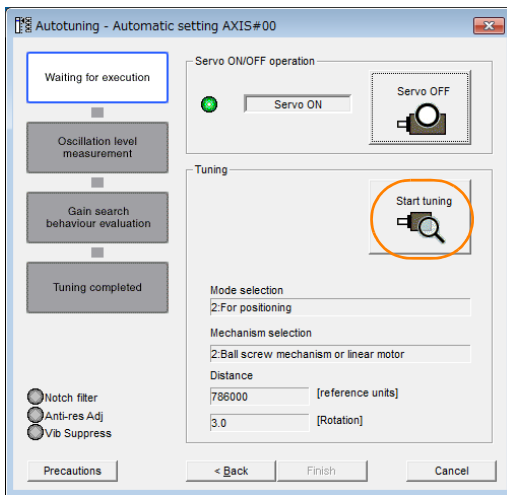 Autotuning - Automatic setting AXIS#00
Waiting for execution
Oscillation level
measurement
Gain search
behaviour evaluation
Tuning completed
Notch filter
Anti-res Adj
Vib Suppress
Servo ON/OFF operation
Servo ON
Servo OFF
Tuning
Start tuning
Mode selection
2:For positioning
Mechanism selection
2:Ball screw mechanism or linear motor
Distance
786000 [reference units]
3.0 [Rotation]
Precautions
< Back
Finish
Cancel